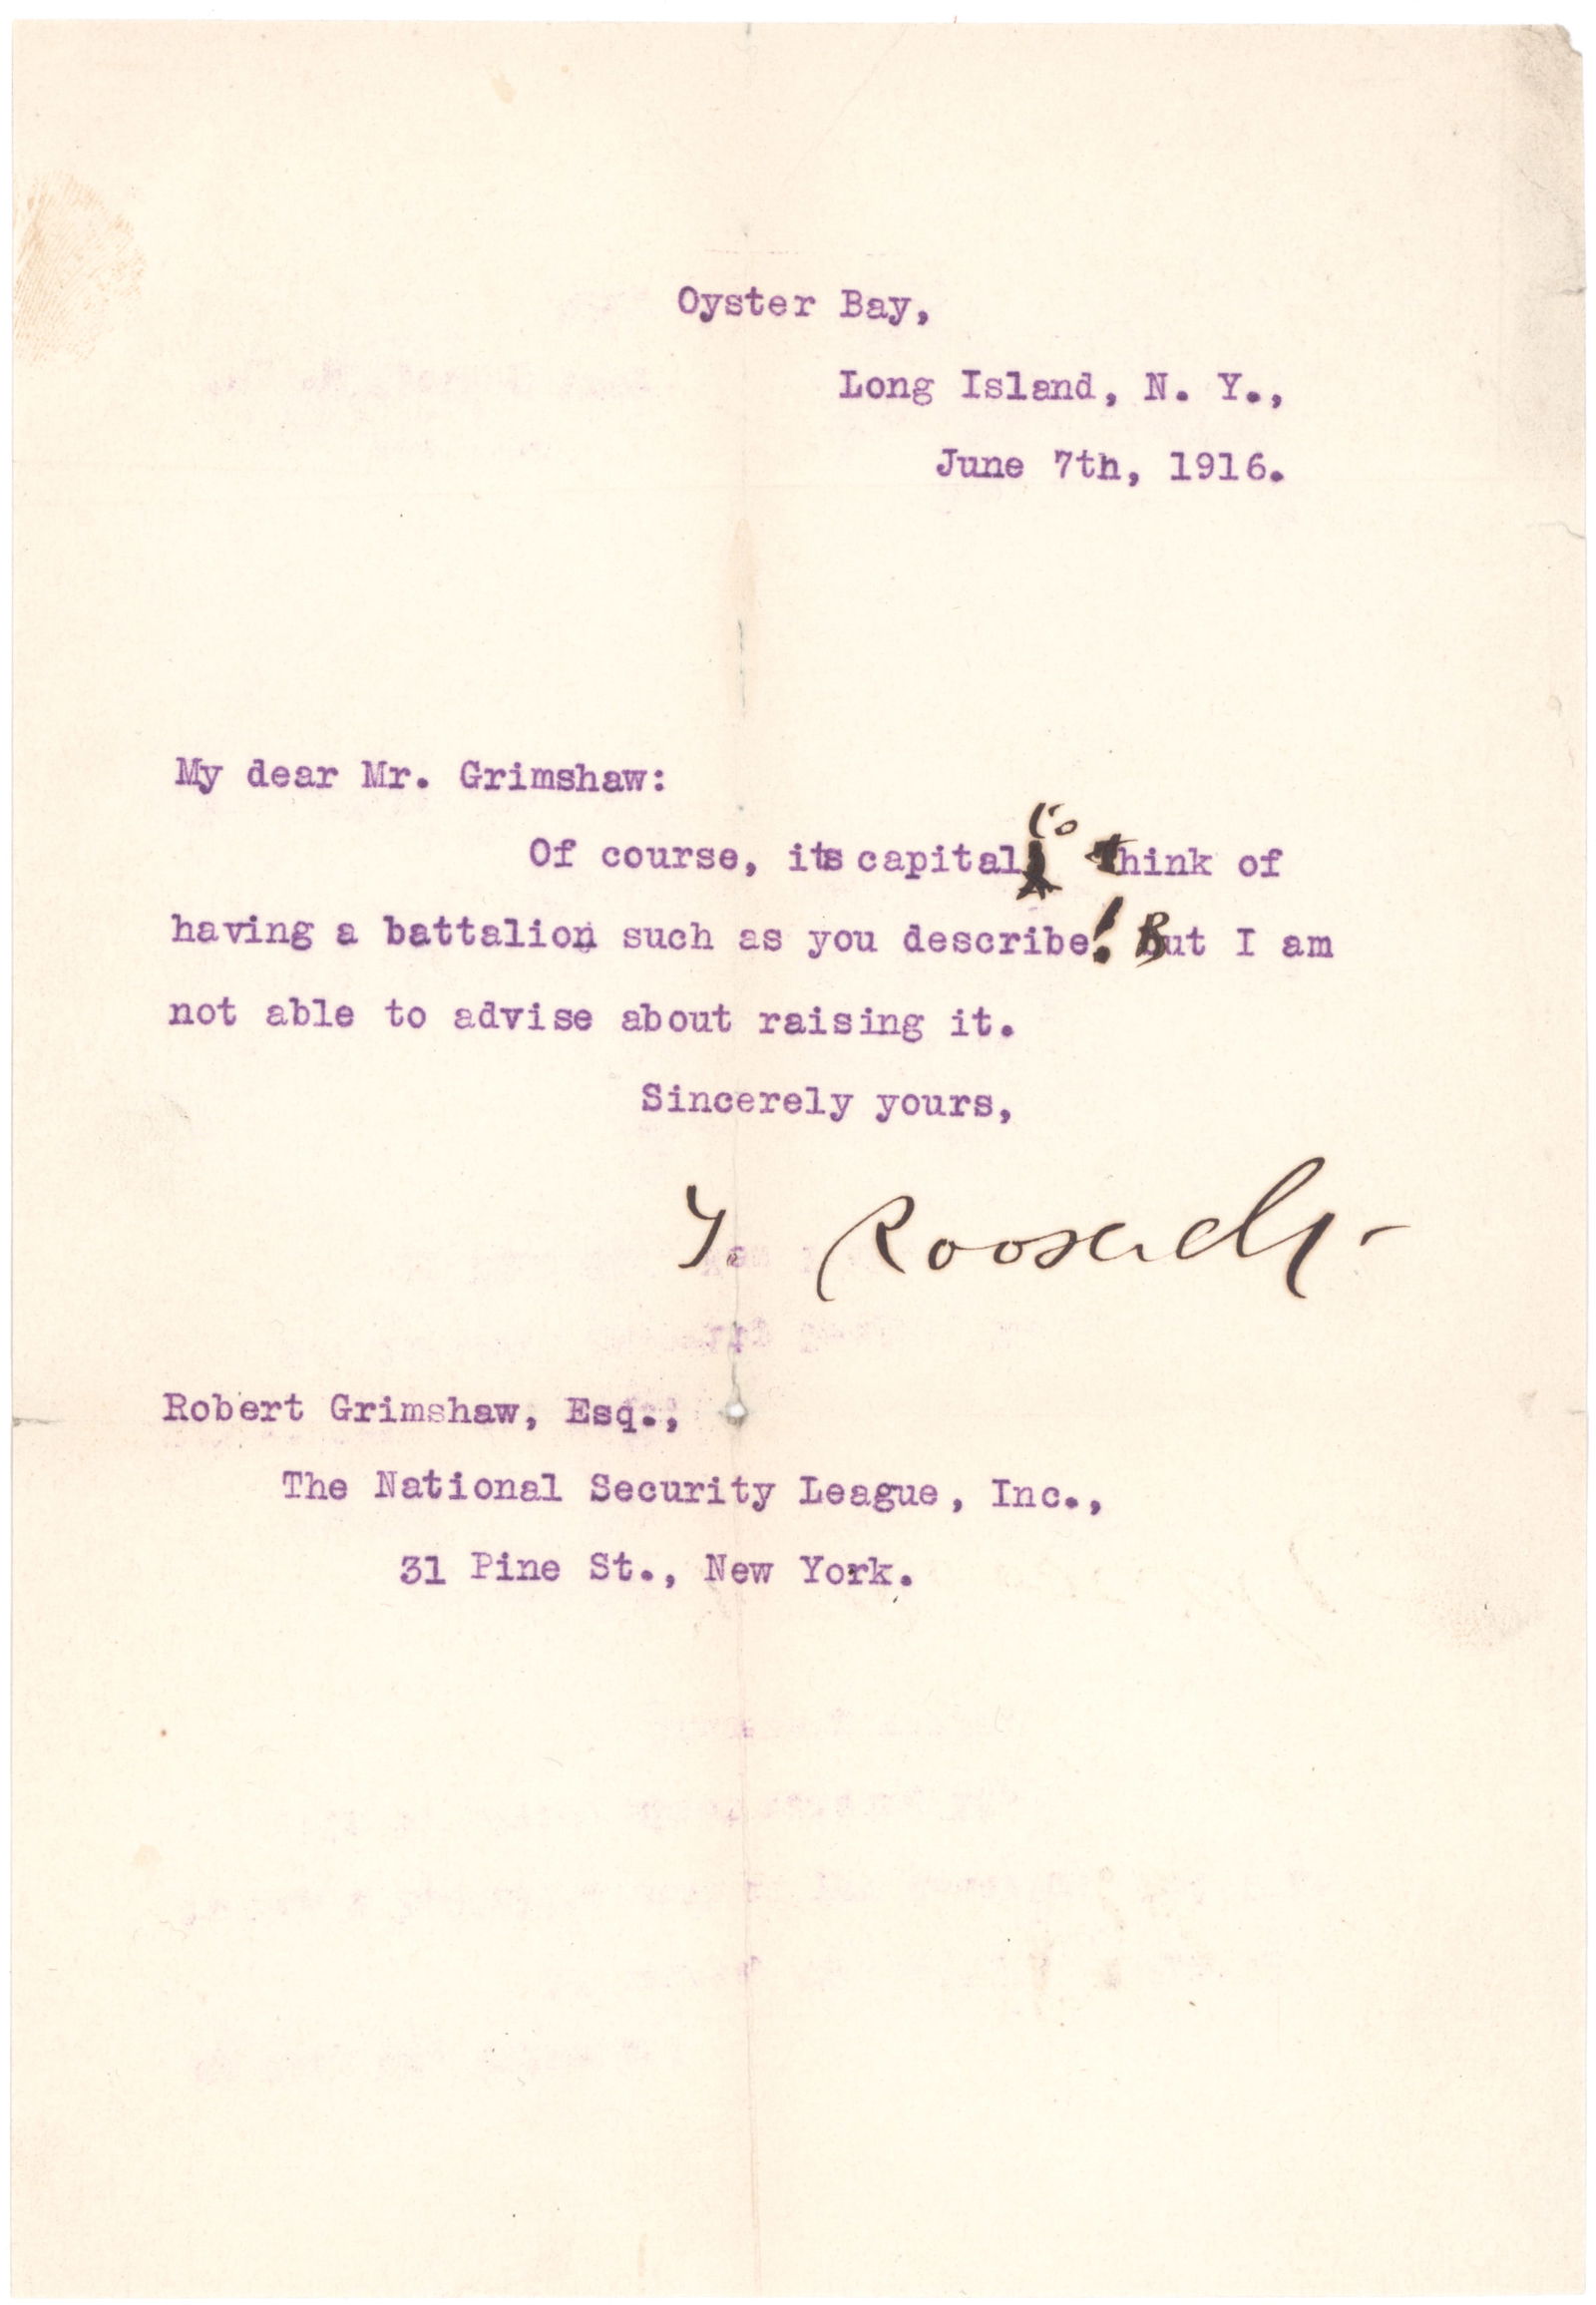 Oyster Bay,
Long Island, N. Y.,
June 7th, 1916.
My dear Mr. Grimshaw:
Of course, its capital to think of
having a battalion such as you describe! But I am
not able to advise about raising it.
Sincerely yours,
T. Roosevelt
Robert Grimshaw, Esq.,
The National Security League, Inc.,
31 Pine St., New York.